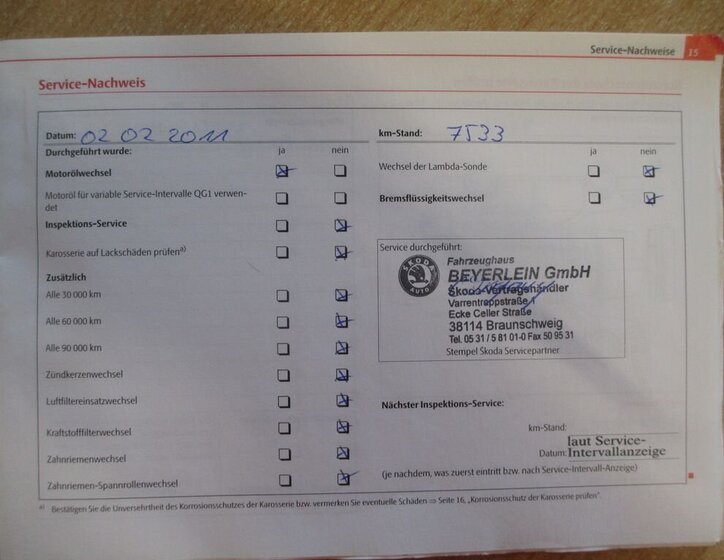 Service-Nachweise 15
Service-Nachweis
Datum: 02 02 2011
Durchgeführt wurde: ja nein
Motorölwechsel
Motoröl für variable Service-Intervalle QG1 verwen-
det
Inspektions-Service
Karosserie auf Lackschäden prüfen a)
Zusätzlich
Alle 30 000 km
Alle 60 000 km
Alle 90 000 km
Zündkerzenwechsel
Luftfiltereinsatzwechsel
Kraftstofffilterwechsel
Zahnriemenwechsel
Zahnriemen-Spannrollenwechsel
km-Stand: 7533
ja nein
Wechsel der Lambda-Sonde
Bremsflüssigkeitswechsel
Service durchgeführt:
ŠKODA
AUTO
Fahrzeughaus
BEYERLEIN GmbH
Škoda-Vertragshändler
Varrentrappstraße 1
Ecke Celler Straße
38114 Braunschweig
Tel. 05 31 / 5 81 01-0 Fax 50 95 31
Stempel Škoda Servicepartner
Nächster Inspektions-Service:
km-Stand:
laut Service-
Datum: Intervallanzeige
(je nachdem, was zuerst eintritt bzw. nach Service-Intervall-Anzeige)
a) Bestätigen Sie die Unversehrtheit des Korrosionsschutzes der Karosserie bzw. vermerken Sie eventuelle Schäden ⇒ Seite 16, „Korrosionsschutz der Karosserie prüfen“.